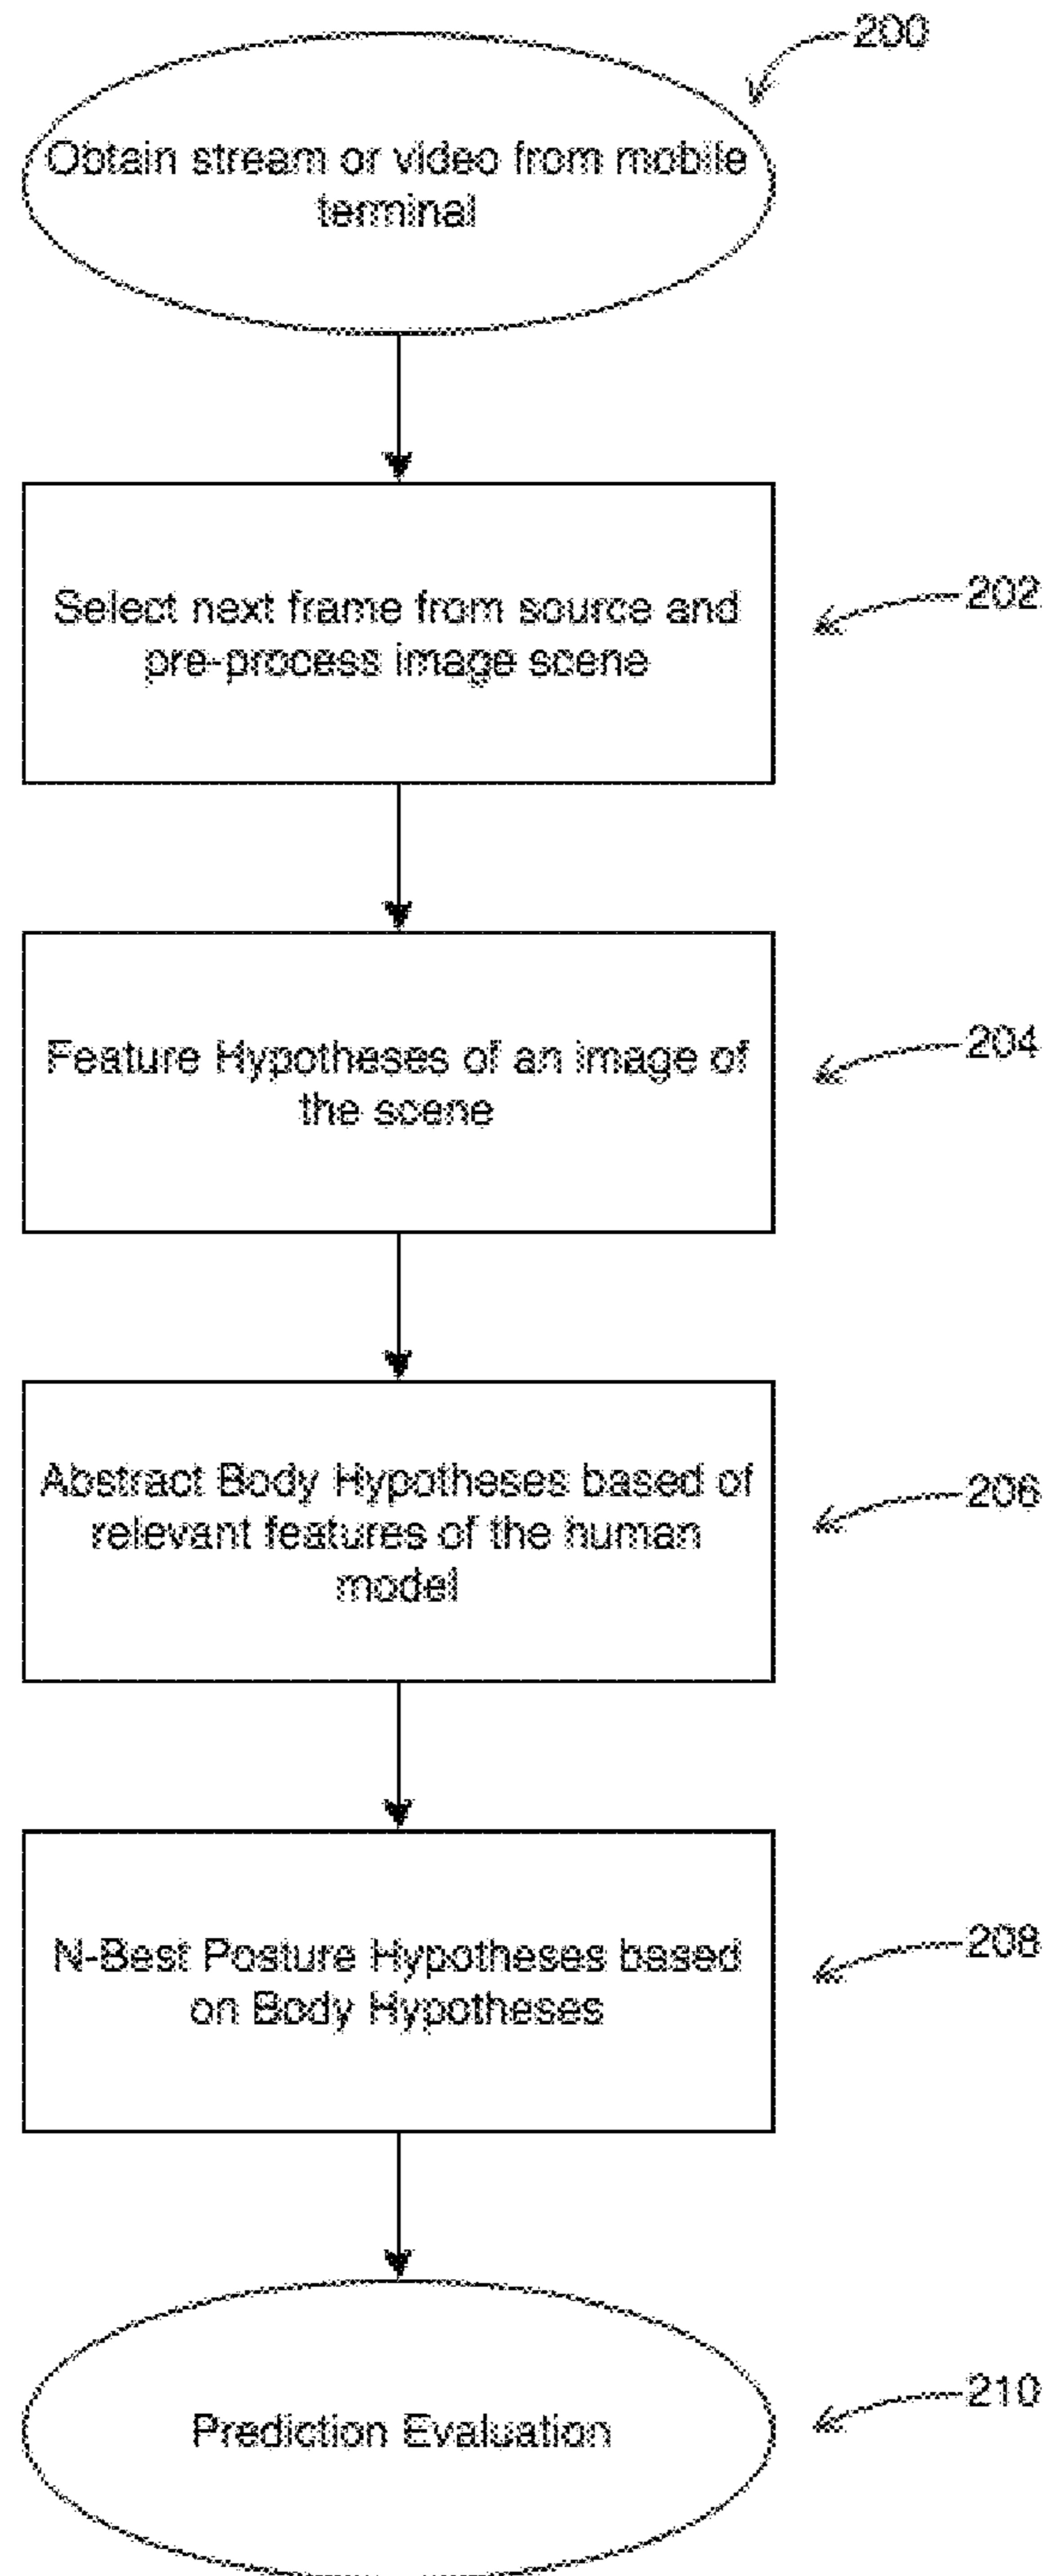 200
Obtain stream or video from mobile
terminal
Select next frame from source and
pre-process image scene
202
Feature Hypotheses of an image of
the scene
204
Abstract Body Hypotheses based of
relevant features of the human
model
206
N-Best Posture Hypotheses based
on Body Hypotheses
208
Prediction Evaluation
210